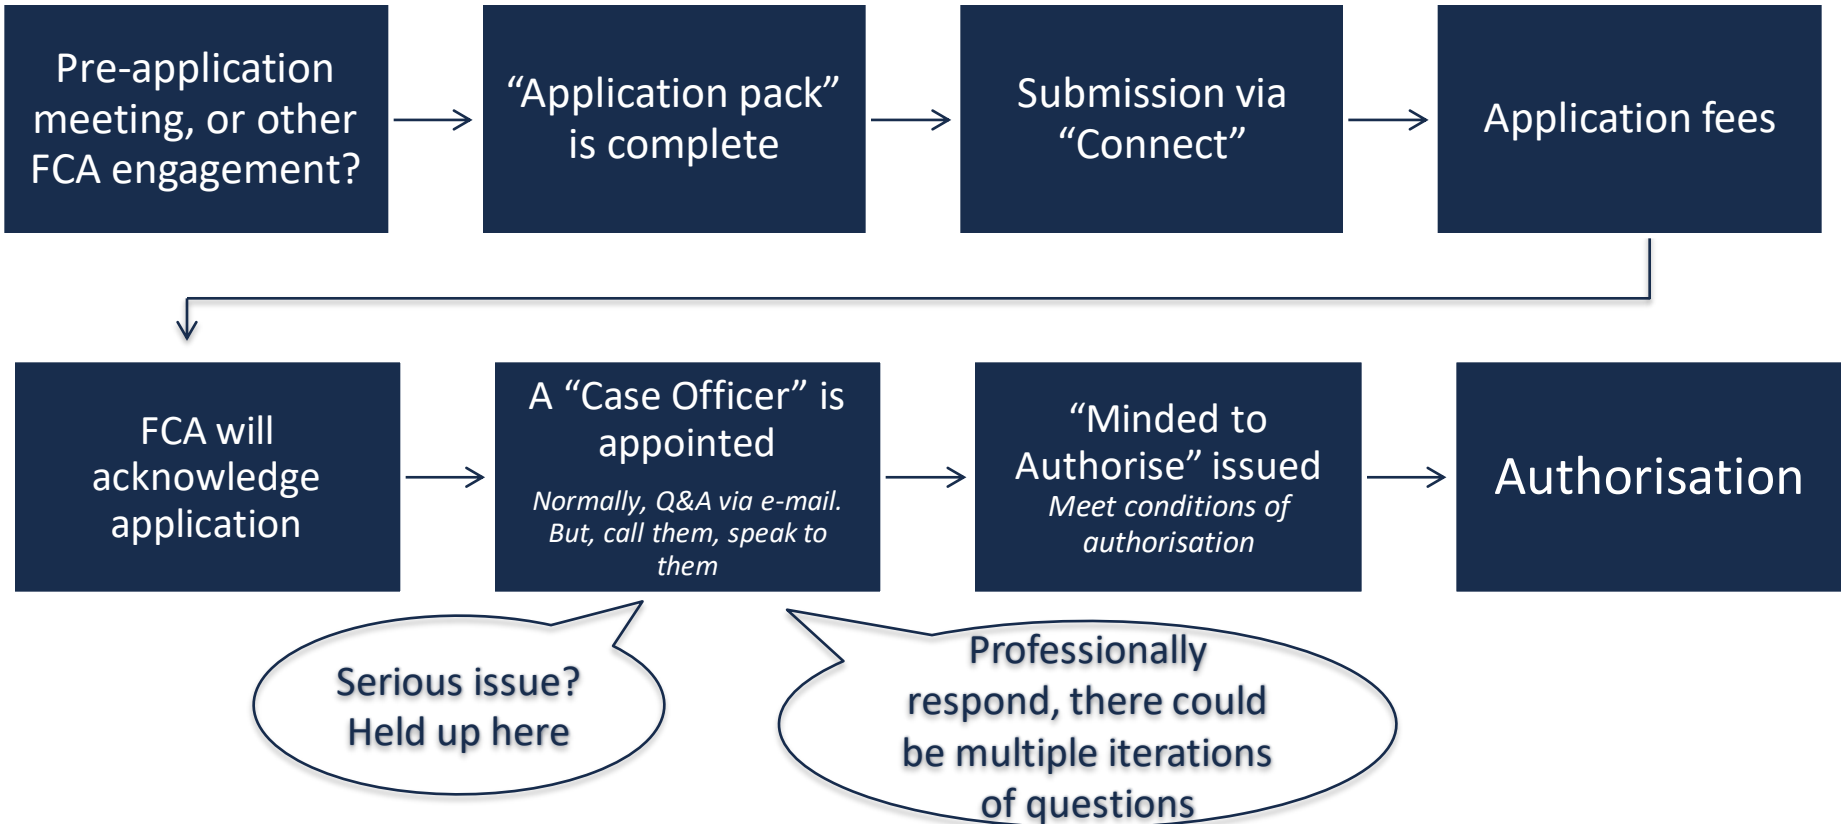 Pre-application
meeting, or other
FCA engagement?
“Application pack”
is complete
Submission via
“Connect”
Application fees
FCA will
acknowledge
application
A “Case Officer” is
appointed
Normally, Q&A via e-mail.
But, call them, speak to
them
“Minded to
Authorise” issued
Meet conditions of
authorisation
Authorisation
Serious issue?
Held up here
Professionally
respond, there could
be multiple iterations
of questions